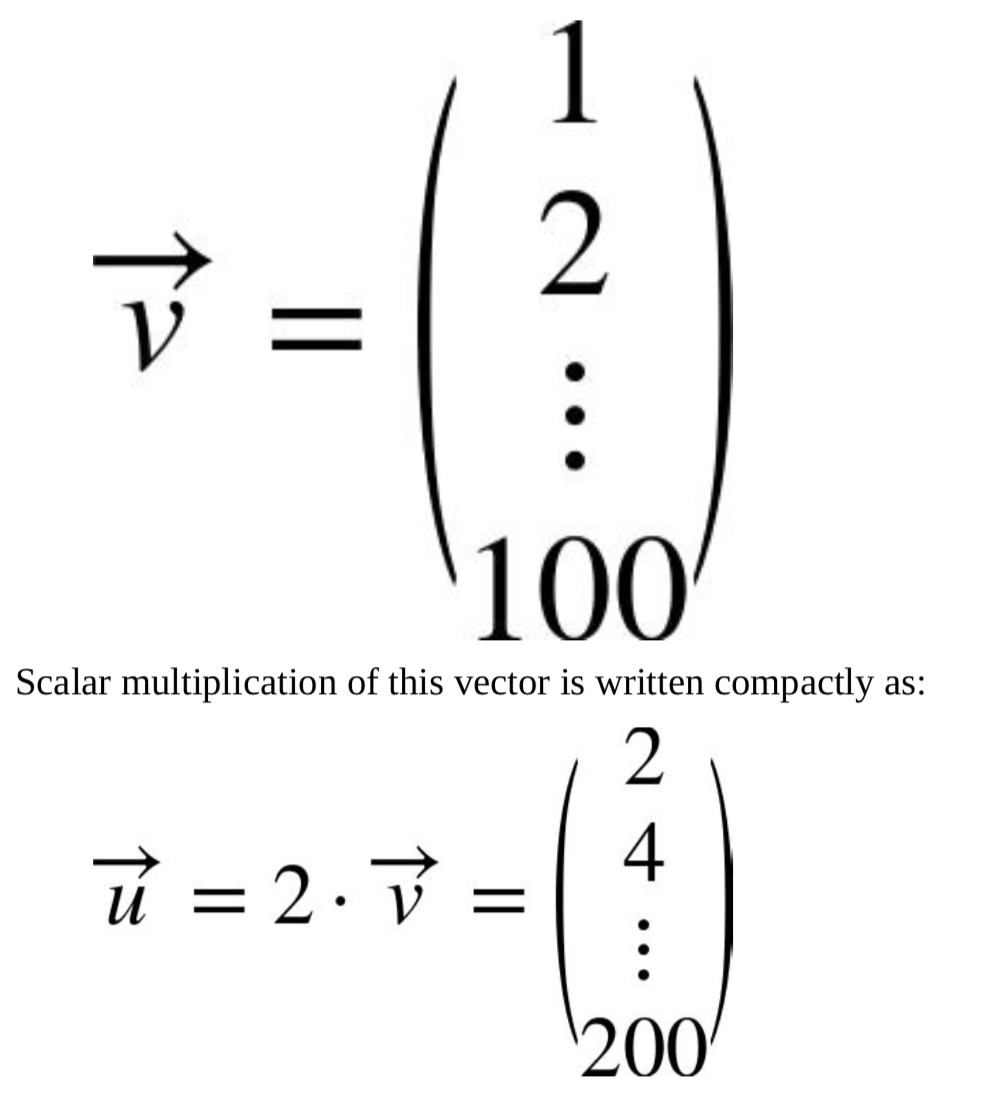 $\overrightarrow{v} = \begin{pmatrix} 1 \\ 2 \\ \vdots \\ 100 \end{pmatrix}$
Scalar multiplication of this vector is written compactly as:
$\overrightarrow{u} = 2 \cdot \overrightarrow{v} = \begin{pmatrix} 2 \\ 4 \\ \vdots \\ 200 \end{pmatrix}$